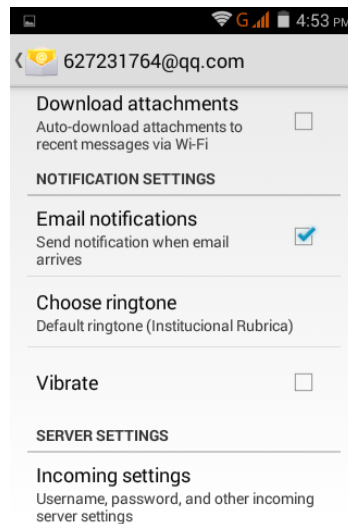 G 4:53 PM
627231764@qq.com
Download attachments
Auto-download attachments to
recent messages via Wi-Fi
NOTIFICATION SETTINGS
Email notifications
Send notification when email
arrives
Choose ringtone
Default ringtone (Institucional Rubrica)
Vibrate
SERVER SETTINGS
Incoming settings
Username, password, and other incoming
server settings